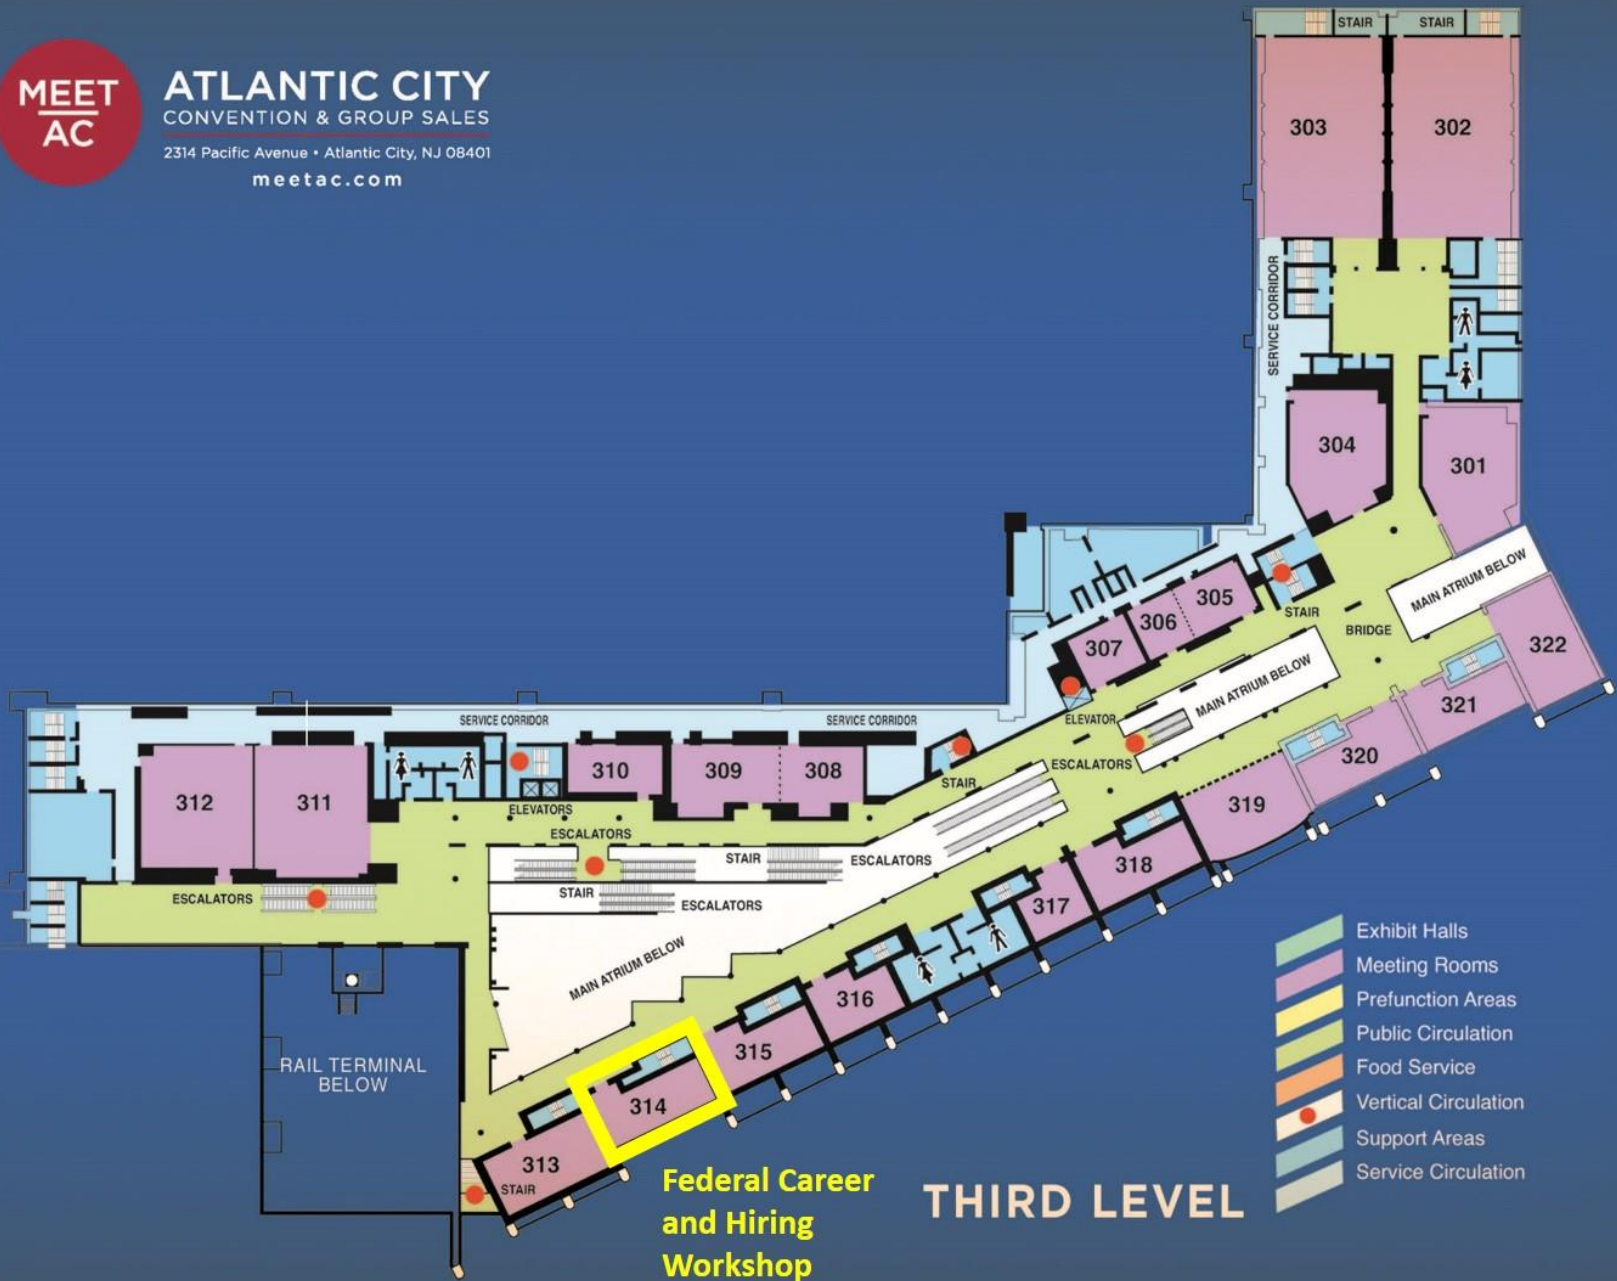 MEET
AC
ATLANTIC CITY
CONVENTION & GROUP SALES
2314 Pacific Avenue • Atlantic City, NJ 08401
meetac.com
STAIR
STAIR
303
302
SERVICE CORRIDOR
304
301
MAIN ATRIUM BELOW
305
306
307
STAIR
BRIDGE
322
MAIN ATRIUM BELOW
321
ELEVATOR
320
ESCALATORS
319
SERVICE CORRIDOR
SERVICE CORRIDOR
312
311
310
309
308
STAIR
ELEVATORS
ESCALATORS
STAIR
ESCALATORS
318
ESCALATORS
STAIR
ESCALATORS
317
MAIN ATRIUM BELOW
316
315
314
313
STAIR
RAIL TERMINAL
BELOW
Federal Career
and Hiring
Workshop
THIRD LEVEL
Exhibit Halls
Meeting Rooms
Prefunction Areas
Public Circulation
Food Service
Vertical Circulation
Support Areas
Service Circulation